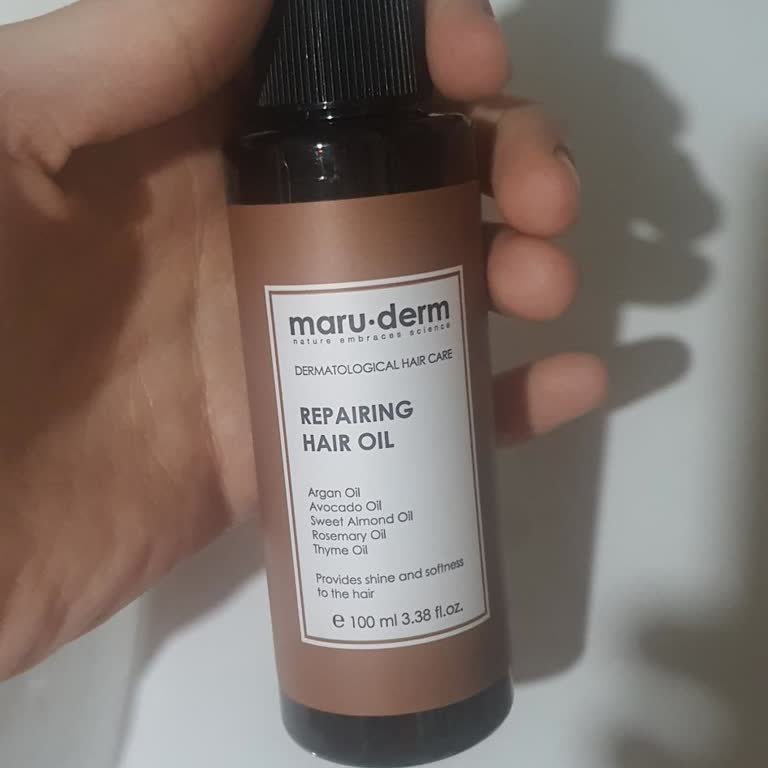 maru·derm
nature embraces science
DERMATOLOGICAL HAIR CARE
REPAIRING
HAIR OIL
Argan Oil
Avocado Oil
Sweet Almond Oil
Rosemary Oil
Thyme Oil
Provides shine and softness
to the hair
℮ 100 ml 3.38 fl.oz.